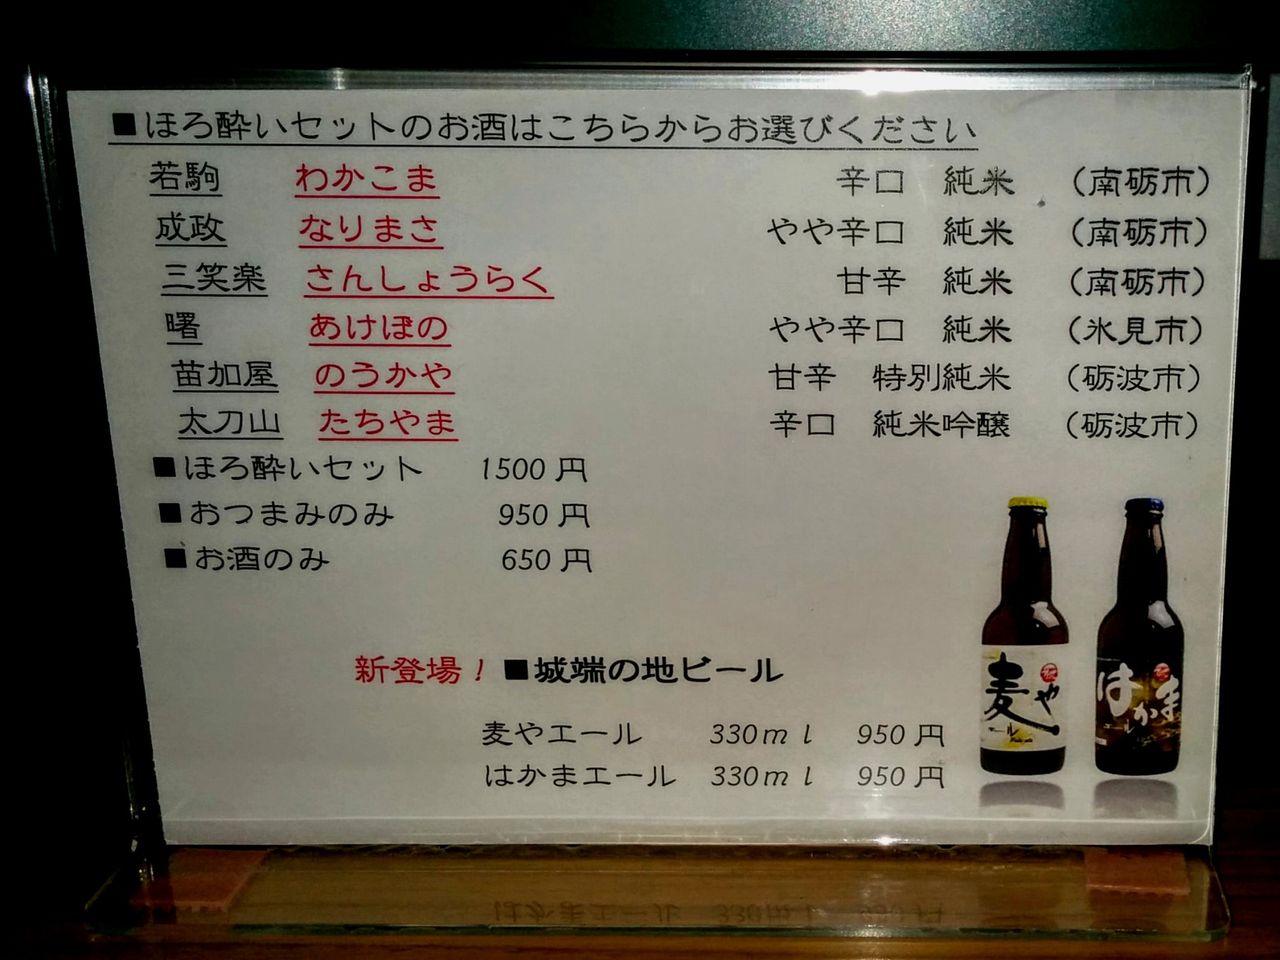 ■ほろ酔いセットのお酒はこちらからお選びください
若駒 わかこま 辛口 純米 （南砺市）
成政 なりまさ やや辛口 純米 （南砺市）
三笑楽 さんしょうらく 甘辛 純米 （南砺市）
曙 あけぼの やや辛口 純米 （氷見市）
苗加屋 のうかや 甘辛 特別純米 （砺波市）
太刀山 たちやま 辛口 純米吟醸 （砺波市）
■ほろ酔いセット 1500円
■おつまみのみ 950円
■お酒のみ 650円
新登場！■城端の地ビール
麦やエール 330ml 950円
はかまエール 330ml 950円
麦や
エール
はかま
エール